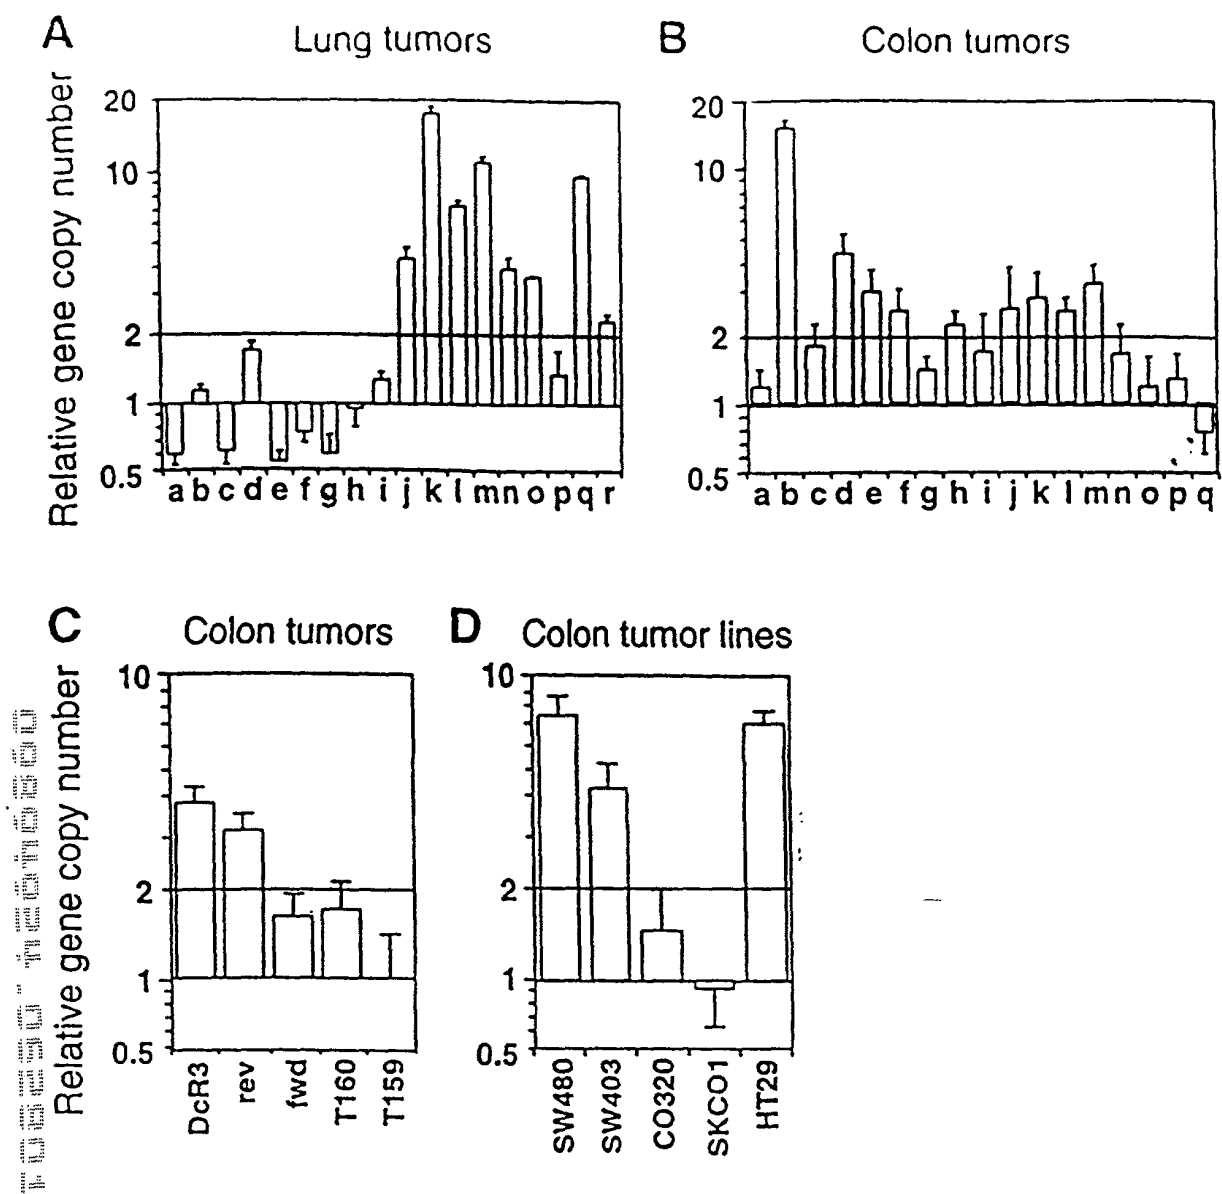 A Lung tumors
Relative gene copy number
20
10
2
1
0.5
a b c d e f g h i j k l m n o p q r
B Colon tumors
20
10
2
1
0.5
a b c d e f g h i j k l m n o p q
C Colon tumors
Relative gene copy number
10
2
1
0.5
DcR3 rev fwd T160 T159
D Colon tumor lines
10
2
1
0.5
SW480 SW403 CO320 SKCO1 HT29